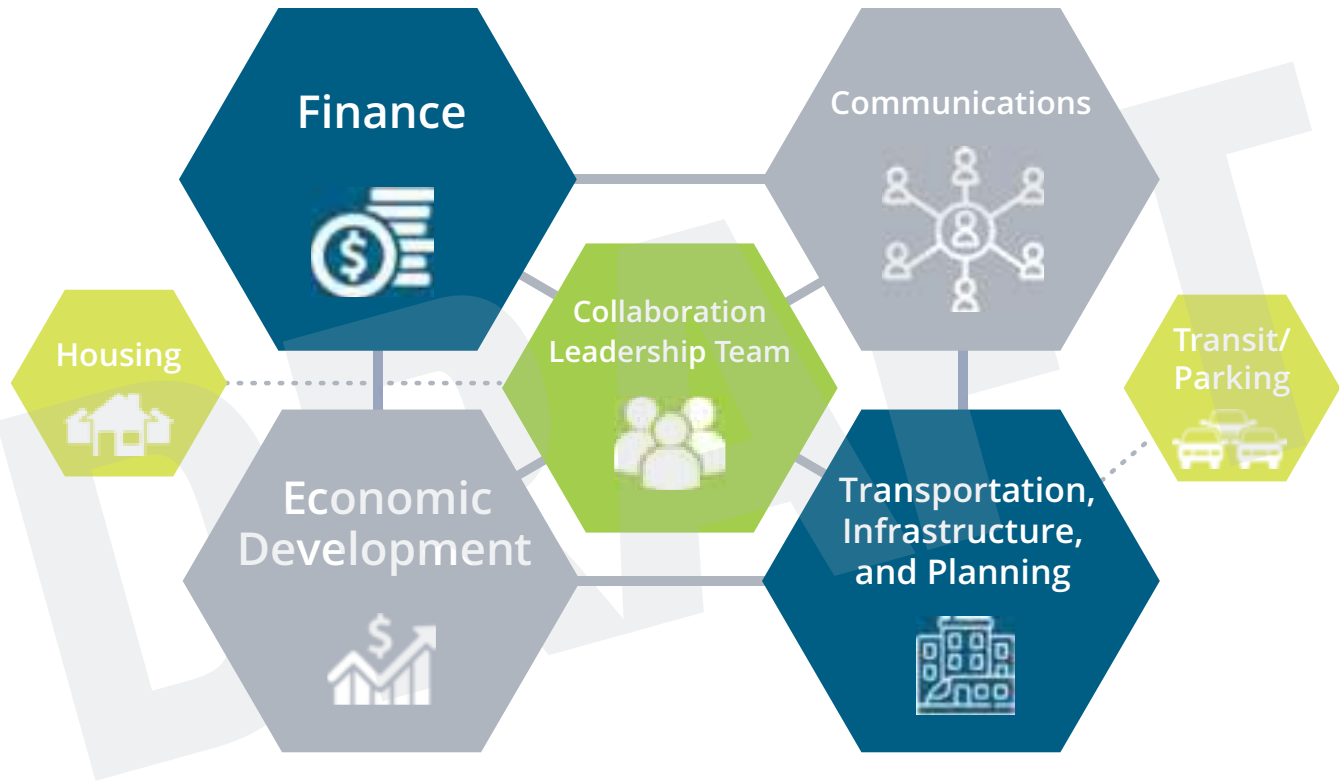 Finance
Communications
Collaboration
Leadership Team
Housing
Transit/
Parking
Economic
Development
Transportation,
Infrastructure,
and Planning
$
$
DRAFT